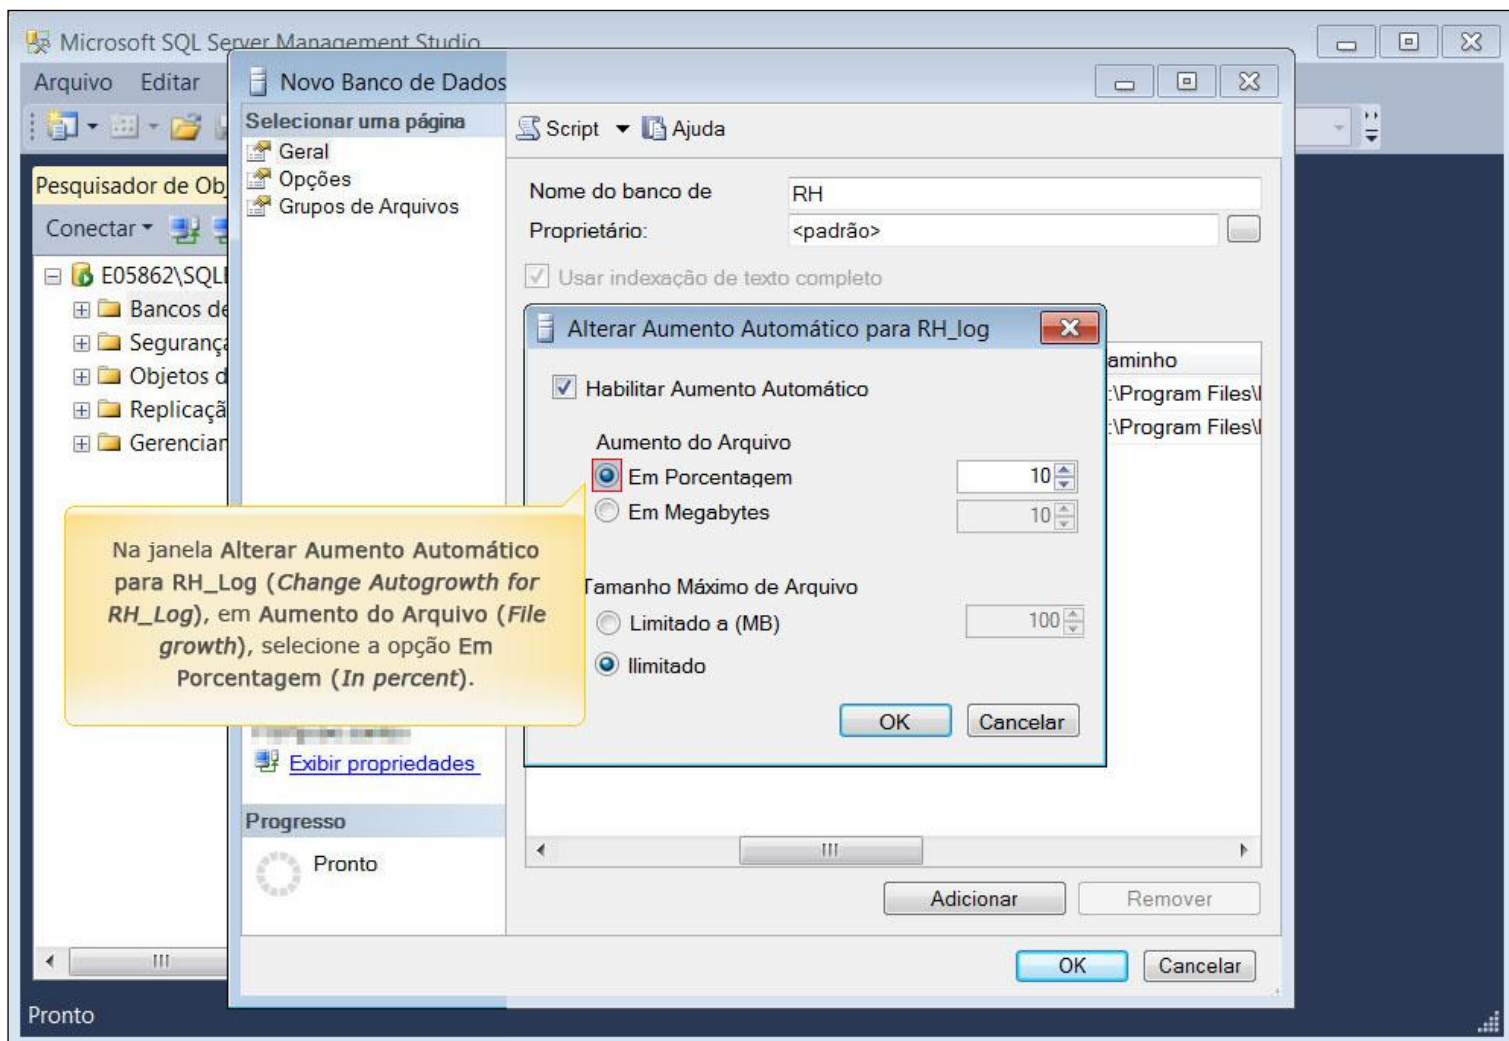 Microsoft SQL Server Management Studio
Arquivo Editar
Novo Banco de Dados
Selecionar uma página
Geral
Opções
Grupos de Arquivos
Script Ajuda
Pesquisador de Ob
Conectar
E05862\SQL
Bancos de
Segurança
Objetos d
Replicaçã
Gerencian
Nome do banco de RH
Proprietário: <padrão>
Usar indexação de texto completo
Alterar Aumento Automático para RH_log
Habilitar Aumento Automático
Aumento do Arquivo
Em Porcentagem 10
Em Megabytes 10
Tamanho Máximo de Arquivo
Limitado a (MB) 100
Ilimitado
OK Cancelar
aminho
:\Program Files\
:\Program Files\
Na janela Alterar Aumento Automático
para RH_Log (Change Autogrowth for
RH_Log), em Aumento do Arquivo (File
growth), selecione a opção Em
Porcentagem (In percent).
Exibir propriedades
Progresso
Pronto
Adicionar Remover
OK Cancelar
Pronto